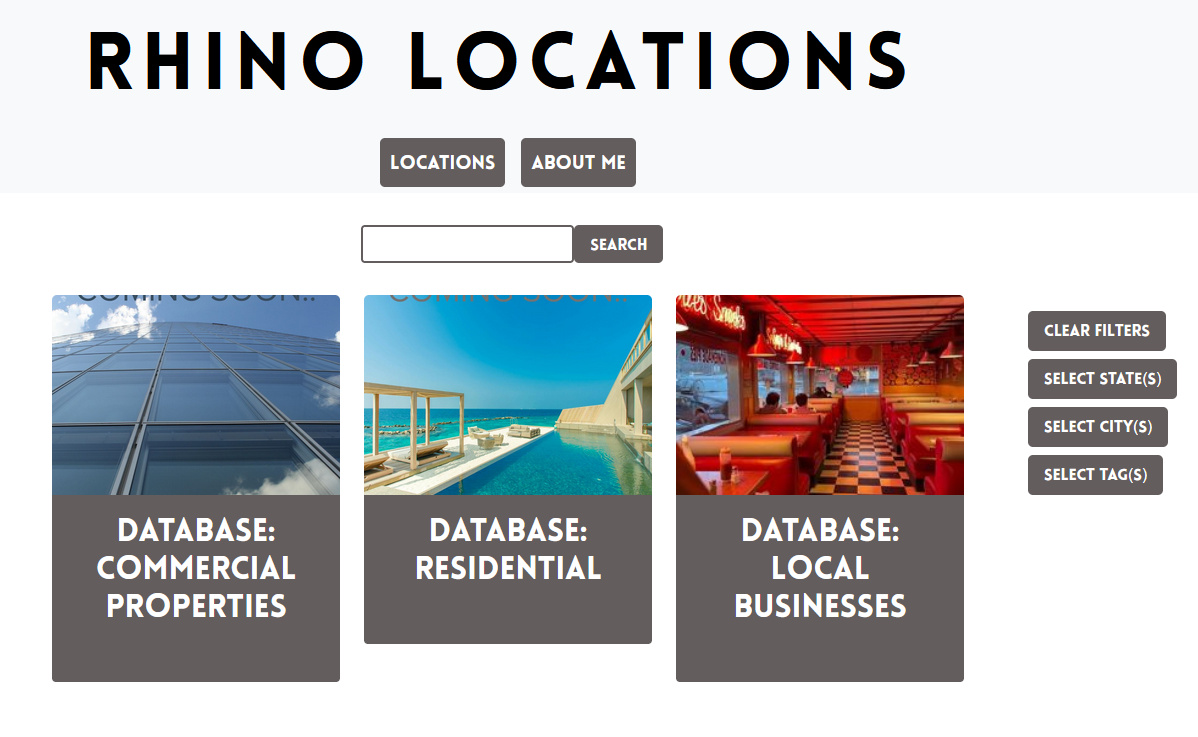 RHINO LOCATIONS
LOCATIONS ABOUT ME
SEARCH
COMING SOON..
COMING SOON..
DATABASE:
COMMERCIAL
PROPERTIES
DATABASE:
RESIDENTIAL
DATABASE:
LOCAL
BUSINESSES
CLEAR FILTERS
SELECT STATE(S)
SELECT CITY(S)
SELECT TAG(S)